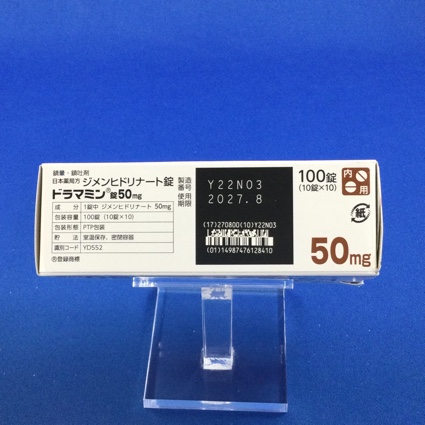 鎮暈・鎮吐剤
日本薬局方 ジメンヒドリナート錠
ドラマミン®錠50mg
成分 1錠中 ジメンヒドリナート 50mg
包装容量 100錠 (10錠×10)
包装形態 PTP包装
貯法 室温保存、密閉容器
識別コード YD552
®登録商標
製造番号
使用期限
Y22N03
2027.8
(17)270800(10)Y22N03
(01)14987476128410
100錠
(10錠×10)
内用
紙
50mg